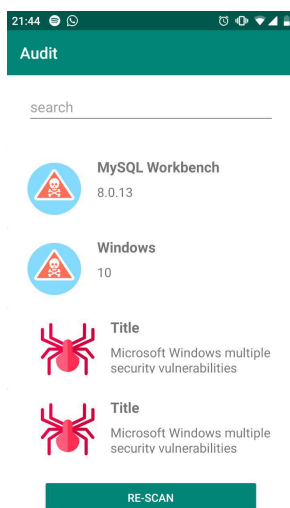 21:44
Audit
search
MySQL Workbench
8.0.13
Windows
10
Title
Microsoft Windows multiple
security vulnerabilities
Title
Microsoft Windows multiple
security vulnerabilities
RE-SCAN